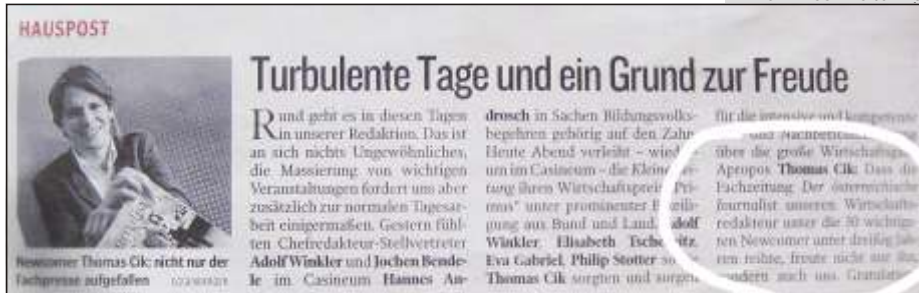 HAUSPOST
Turbulente Tage und ein Grund zur Freude
Rund geht es in diesen Tagen
in unserer Redaktion. Das ist
an sich nichts Ungewöhnliches,
die Massierung von wichtigen
Veranstaltungen fordert uns aber
zusätzlich zur normalen Tagesar-
beit einigermaßen. Gestern fühl-
ten Chefredakteur-Stellvertreter
Adolf Winkler und Jochen Bende-
le im Casineum Hannes An-
drosch in Sachen Bildungsvolks-
begehren gehörig auf den Zahn.
Heute Abend verleiht –
um im Casineum – die
tung ihren Wirtschaftspreis
mus" unter prominenter
gung aus Bund und Land. Adolf
Winkler, Elisabeth
Eva Gabriel, Philip Stotter
Thomas Cik sorgten und sorgen
für die intensive und
und
über die große
Apropos Thomas Cik: Dass die
Fachzeitung Der österreichische
Journalist unseren Wirtschafts-
redakteur unter die 30 wichtigs-
ten Newcomer unter dreißig Jah-
ren reihte, freute nicht nur ihn,
sondern auch uns.
Newcomer Thomas Cik: nicht nur der
Fachpresse aufgefallen